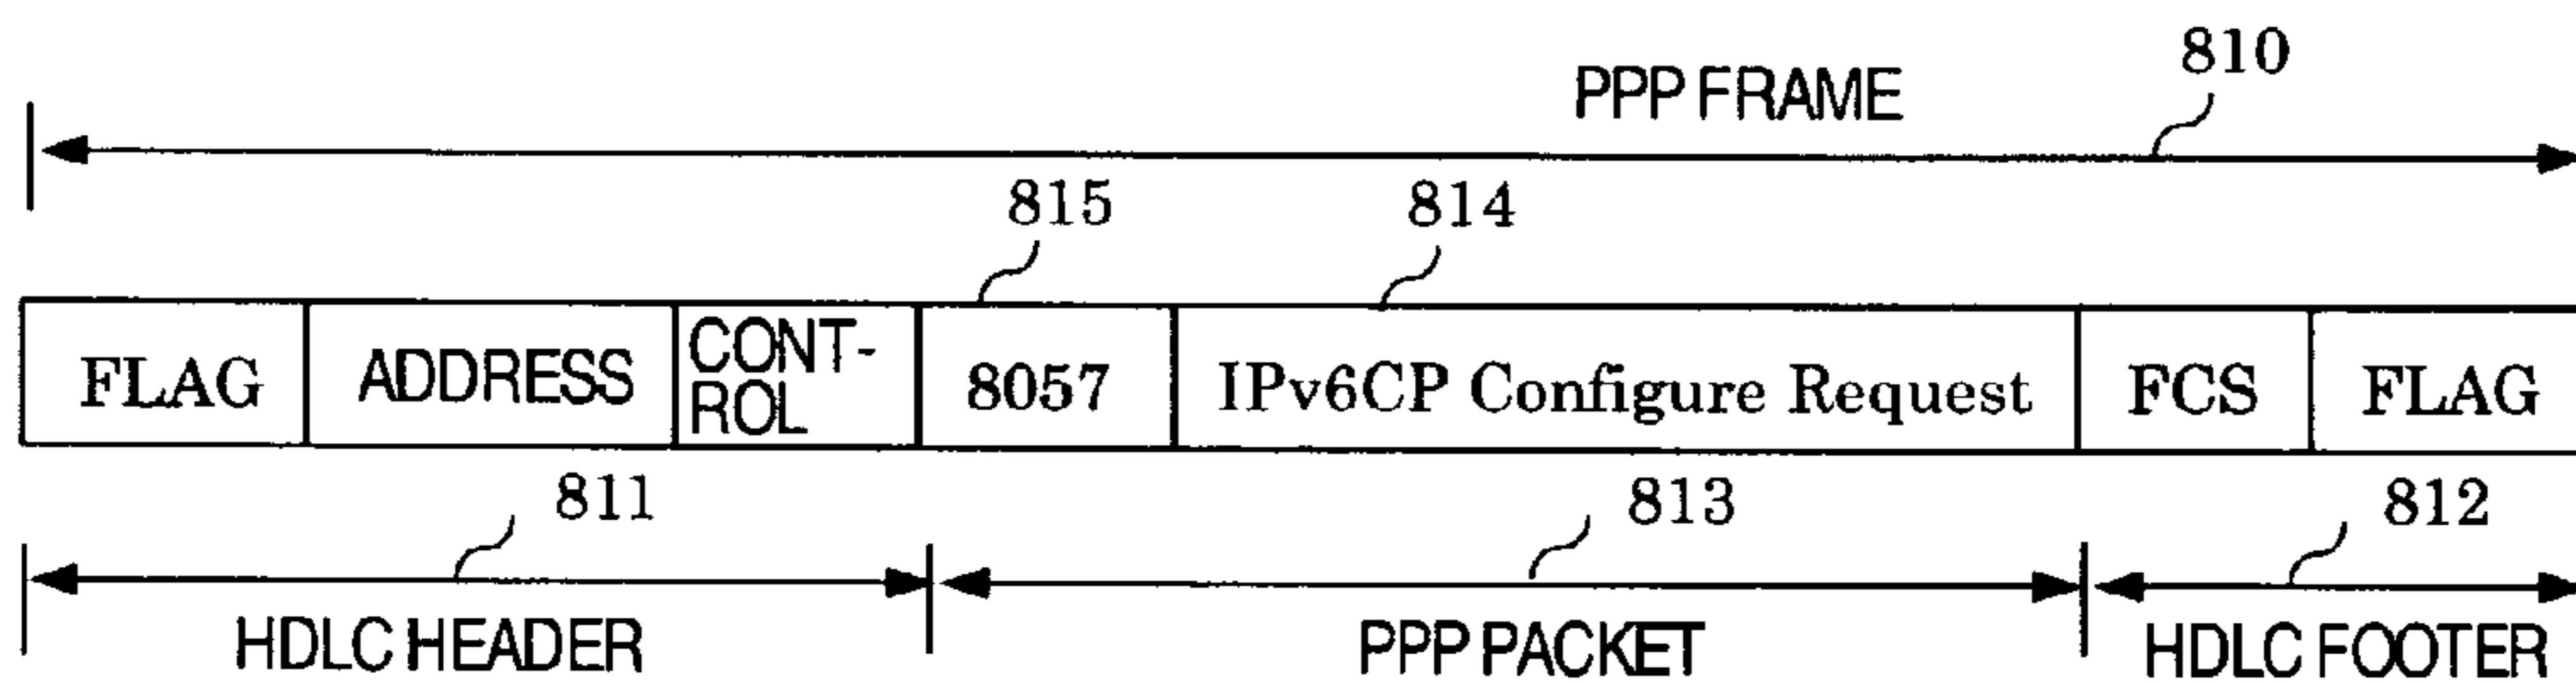 810
PPP FRAME
815 814
FLAG ADDRESS CONT-
ROL 8057 IPv6CP Configure Request FCS FLAG
811 813 812
HDLC HEADER PPP PACKET HDLC FOOTER